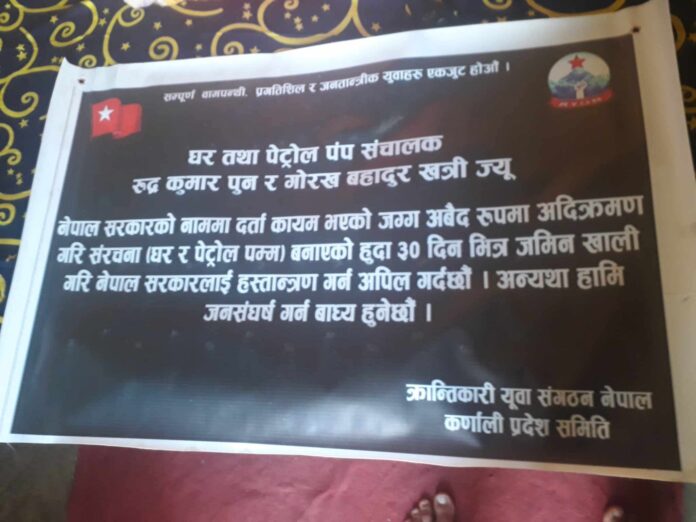 सम्पूर्ण वामपन्थी, प्रगतिशिल र जनतान्त्रीक युवाहरु एकजुट होऔं ।
घर तथा पेट्रोल पंप संचालक
रुद्र कुमार पुन र गोरख बहादुर खत्री ज्यू
नेपाल सरकारको नाममा दर्ता कायम भएको जग्ग अबैद रुपमा अदिक्रमण
गरि संरचना (घर र पेट्रोल पम्म) बनाएको हुदा ३० दिन मित्र जमिन खाली
गरि नेपाल सरकारलाई हस्तान्त्रण गर्न अपिल गर्दछौं । अन्यथा हामि
जनसंघर्ष गर्न बाध्य हुनेछौं ।
क्रान्तिकारी यूवा संगठन नेपाल
कर्णाली प्रदेश समिति